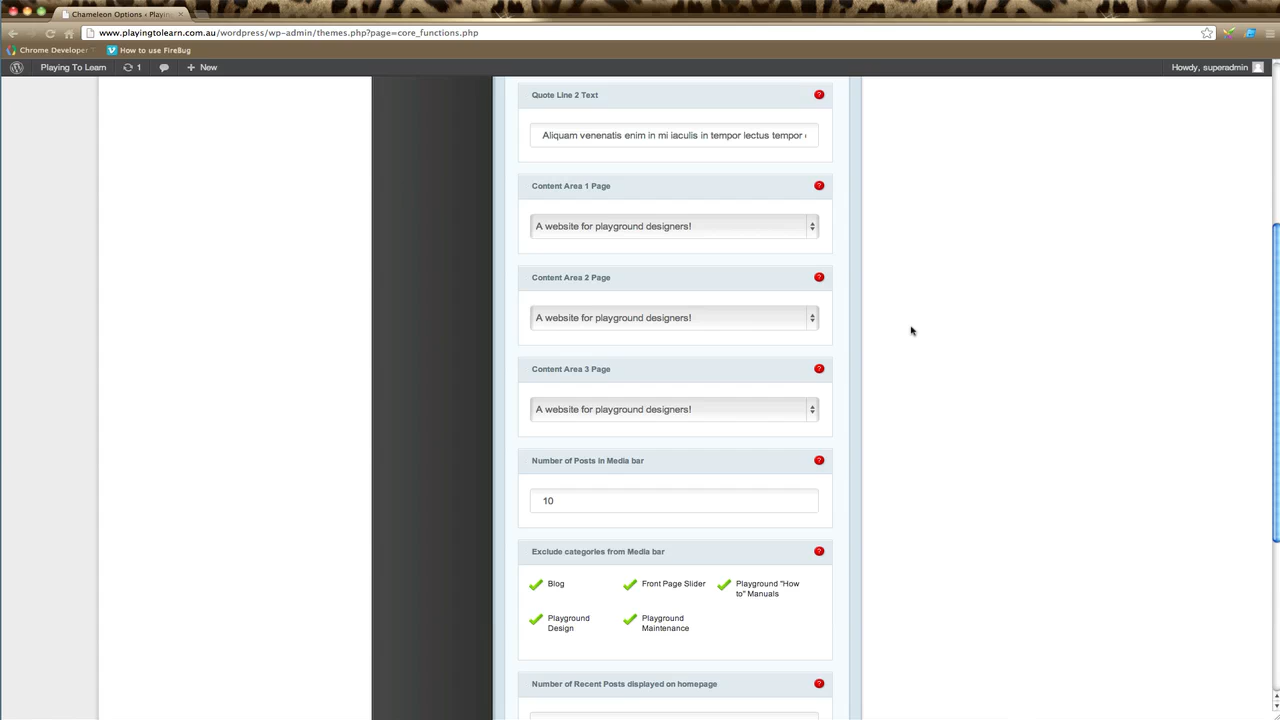 Chameleon Options ‹ Playin
www.playingtolearn.com.au/wordpress/wp-admin/themes.php?page=core_functions.php
Chrome Developer
How to use FireBug
Playing To Learn
1
+ New
Howdy, superadmin
Quote Line 2 Text
?
Aliquam venenatis enim in mi iaculis in tempor lectus tempor
Content Area 1 Page
?
A website for playground designers!
Content Area 2 Page
?
A website for playground designers!
Content Area 3 Page
?
A website for playground designers!
Number of Posts in Media bar
?
10
Exclude categories from Media bar
?
Blog
Front Page Slider
Playground "How
to" Manuals
Playground
Design
Playground
Maintenance
Number of Recent Posts displayed on homepage
?